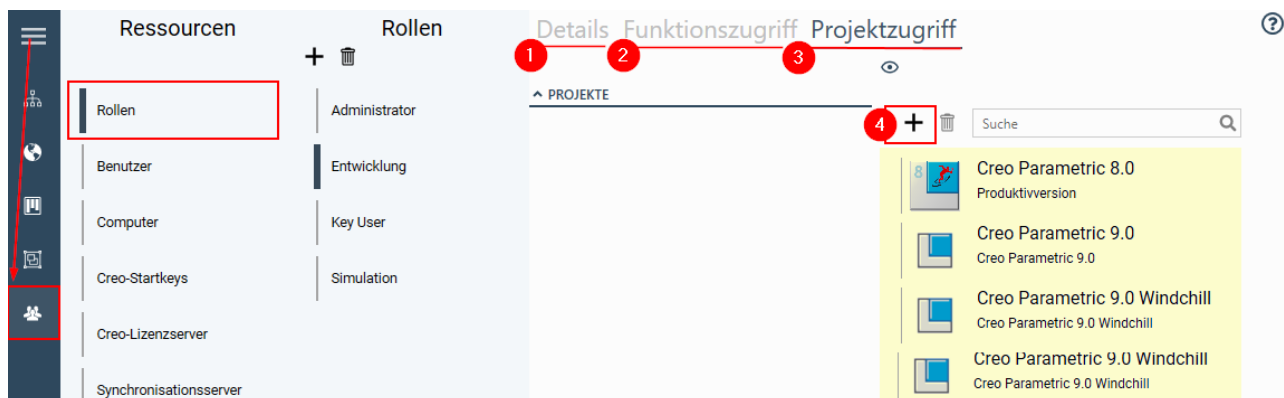 Ressourcen
Rollen
Benutzer
Computer
Creo-Startkeys
Creo-Lizenzserver
Synchronisationsserver
Rollen
Administrator
Entwicklung
Key User
Simulation
Details Funktionszugriff Projektzugriff
1 2 3
PROJEKTE
4 Suche
8
Creo Parametric 8.0
Produktivversion
Creo Parametric 9.0
Creo Parametric 9.0
Creo Parametric 9.0 Windchill
Creo Parametric 9.0 Windchill
Creo Parametric 9.0 Windchill
Creo Parametric 9.0 Windchill